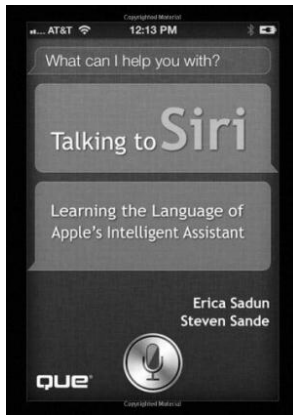 Copyrighted Material
AT&T 12:13 PM
What can I help you with?
Talking to Siri
Learning the Language of
Apple's Intelligent Assistant
Erica Sadun
Steven Sande
que®
Copyrighted Material